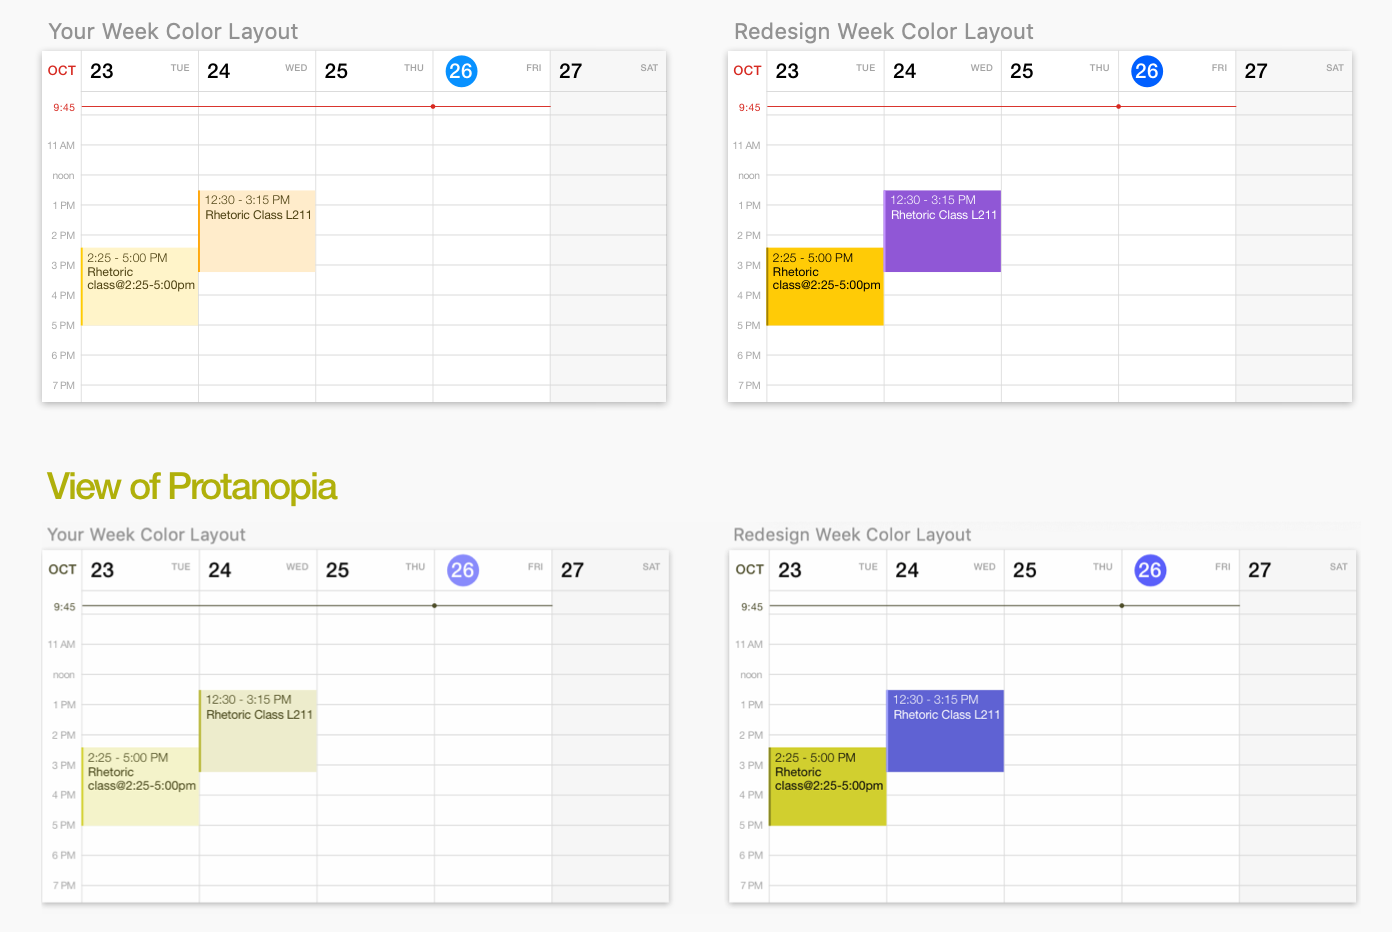 Your Week Color Layout
OCT 23 TUE 24 WED 25 THU 26 FRI 27 SAT
9:45
11 AM
noon
12:30 - 3:15 PM
1 PM
Rhetoric Class L211
2 PM
2:25 - 5:00 PM
3 PM
Rhetoric
class@2:25-5:00pm
4 PM
5 PM
6 PM
7 PM
Redesign Week Color Layout
OCT 23 TUE 24 WED 25 THU 26 FRI 27 SAT
9:45
11 AM
noon
12:30 - 3:15 PM
1 PM
Rhetoric Class L211
2 PM
2:25 - 5:00 PM
3 PM
Rhetoric
class@2:25-5:00pm
4 PM
5 PM
6 PM
7 PM
View of Protanopia
Your Week Color Layout
OCT 23 TUE 24 WED 25 THU 26 FRI 27 SAT
9:45
11 AM
noon
12:30 - 3:15 PM
1 PM
Rhetoric Class L211
2 PM
2:25 - 5:00 PM
3 PM
Rhetoric
class@2:25-5:00pm
4 PM
5 PM
6 PM
7 PM
Redesign Week Color Layout
OCT 23 TUE 24 WED 25 THU 26 FRI 27 SAT
9:45
11 AM
noon
12:30 - 3:15 PM
1 PM
Rhetoric Class L211
2 PM
2:25 - 5:00 PM
3 PM
Rhetoric
class@2:25-5:00pm
4 PM
5 PM
6 PM
7 PM